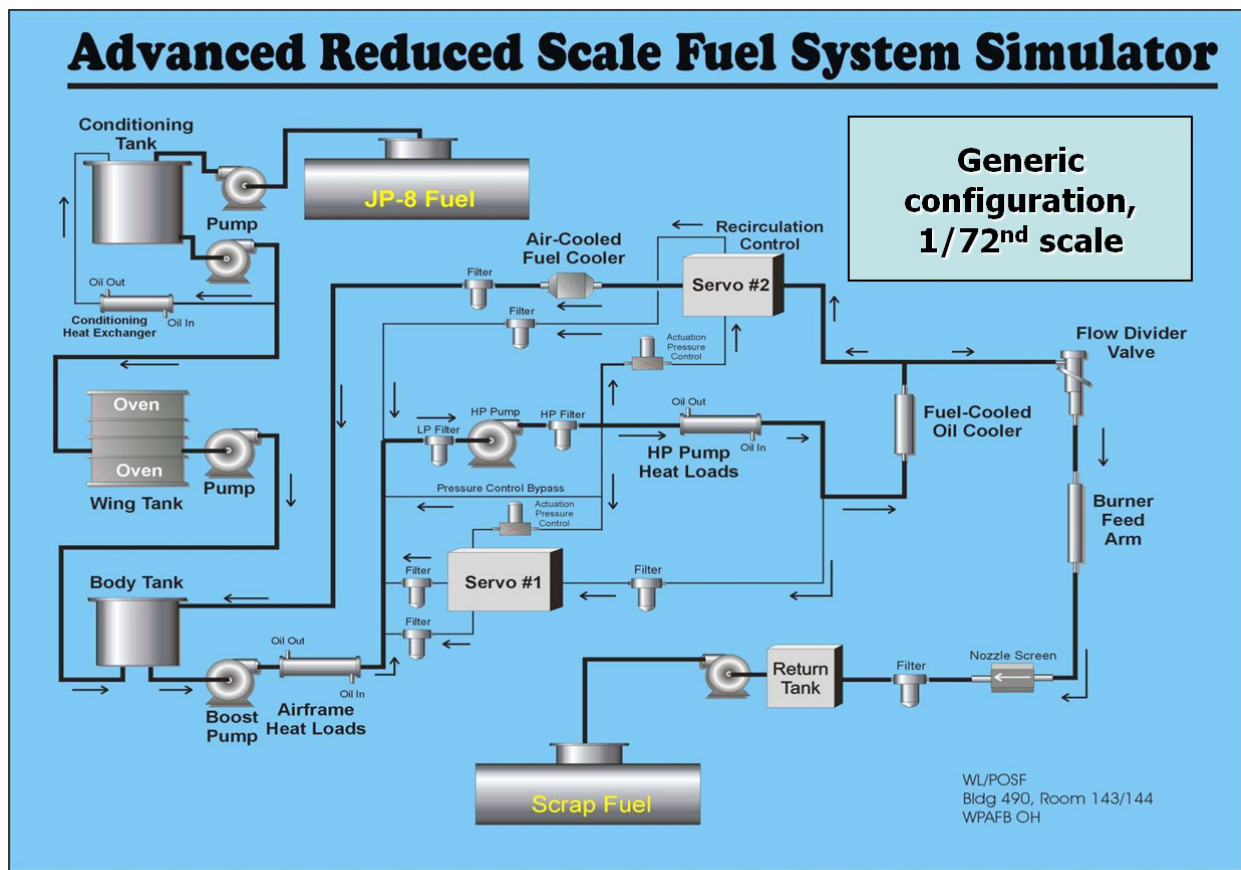 Advanced Reduced Scale Fuel System Simulator
Conditioning
Tank
Pump
JP-8 Fuel
Generic
configuration,
1/72nd scale
Oil Out
Conditioning
Heat Exchanger
Oil In
Filter
Air-Cooled
Fuel Cooler
Recirculation
Control
Servo #2
Filter
Actuation
Pressure
Control
Flow Divider
Valve
Oven
Oven
Wing Tank
Pump
LP Filter
HP Pump
HP Filter
Oil Out
Oil In
HP Pump
Heat Loads
Fuel-Cooled
Oil Cooler
Pressure Control Bypass
Actuation
Pressure
Control
Burner
Feed
Arm
Body Tank
Filter
Servo #1
Filter
Filter
Oil Out
Oil In
Boost
Pump
Airframe
Heat Loads
Return
Tank
Filter
Nozzle Screen
Scrap Fuel
WL/POSF
Bldg 490, Room 143/144
WPAFB OH